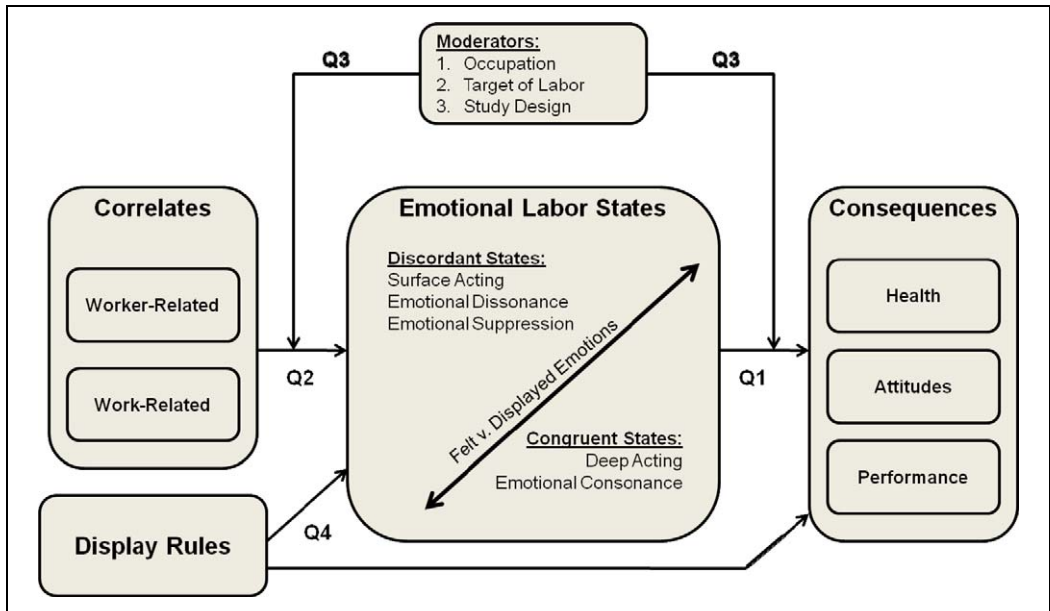 Moderators:
1. Occupation
2. Target of Labor
3. Study Design
Q3
Q3
Correlates
Worker-Related
Work-Related
Q2
Emotional Labor States
Discordant States:
Surface Acting
Emotional Dissonance
Emotional Suppression
Felt v. Displayed Emotions
Congruent States:
Deep Acting
Emotional Consonance
Q1
Consequences
Health
Attitudes
Performance
Display Rules
Q4